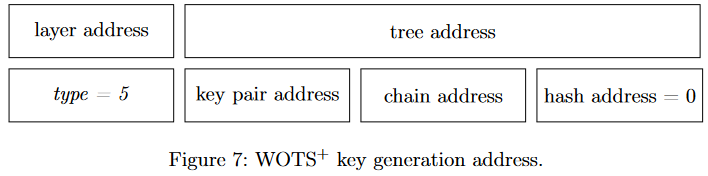 layer address tree address
type = 5 key pair address chain address hash address = 0
Figure 7: WOTS+ key generation address.